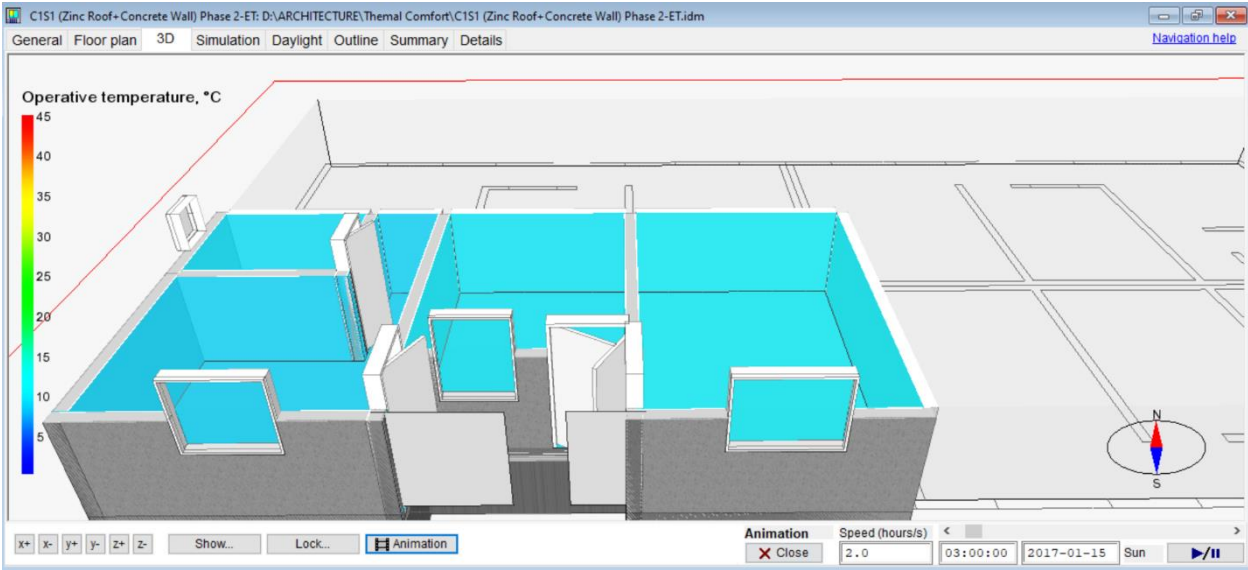 C1S1 (Zinc Roof+Concrete Wall) Phase 2-ET: D:\ARCHITECTURE\Themal Comfort\C1S1 (Zinc Roof+Concrete Wall) Phase 2-ET.idm
General Floor plan 3D Simulation Daylight Outline Summary Details Navigation help
Operative temperature, °C
45
40
35
30
25
20
15
10
5
N
S
x+ x- y+ y- z+ z- Show... Lock... Animation
Animation Speed (hours/s) < >
Close 2.0 03:00:00 2017-01-15 Sun